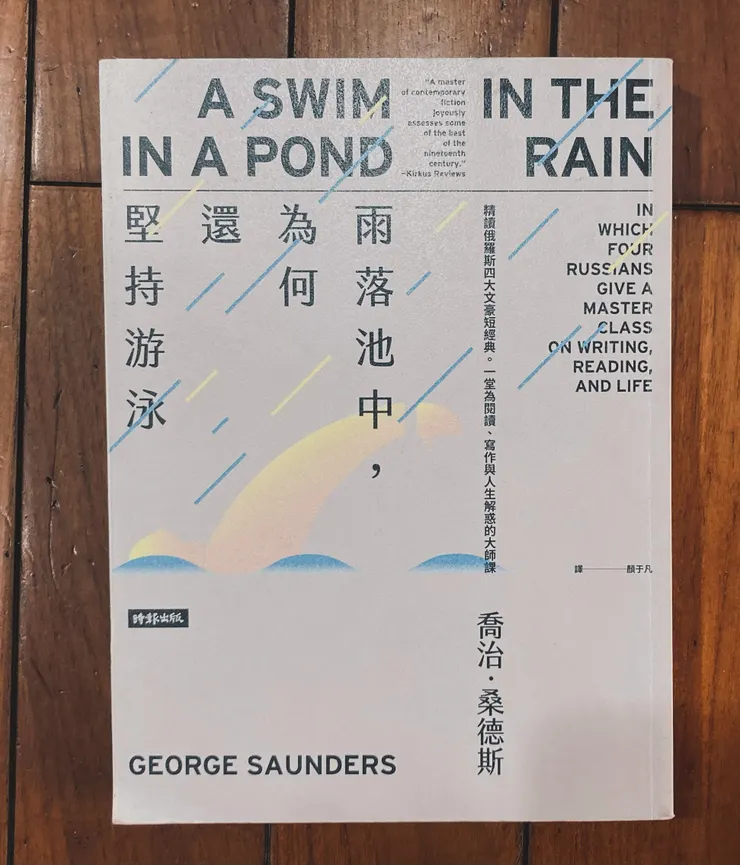 A SWIM
IN A POND
"A master
of contemporary
fiction
joyously
assesses some
of the best
of the
nineteenth
century."
–Kirkus Reviews
IN THE
RAIN
雨落池中，
為何
還
堅持游泳
精讀俄羅斯四大文豪短經典。一堂為閱讀、寫作與人生解惑的大師課
IN
WHICH
FOUR
RUSSIANS
GIVE A
MASTER
CLASS
ON WRITING,
READING,
AND LIFE
譯——顏于凡
時報出版
喬治·桑德斯
GEORGE SAUNDERS